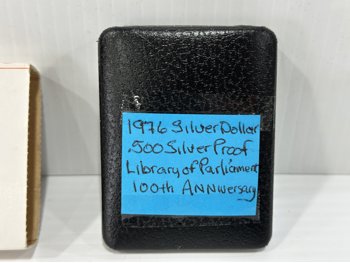 1976 Silver Dollar
.500 Silver Proof
Library of Parliament
100th Anniversary